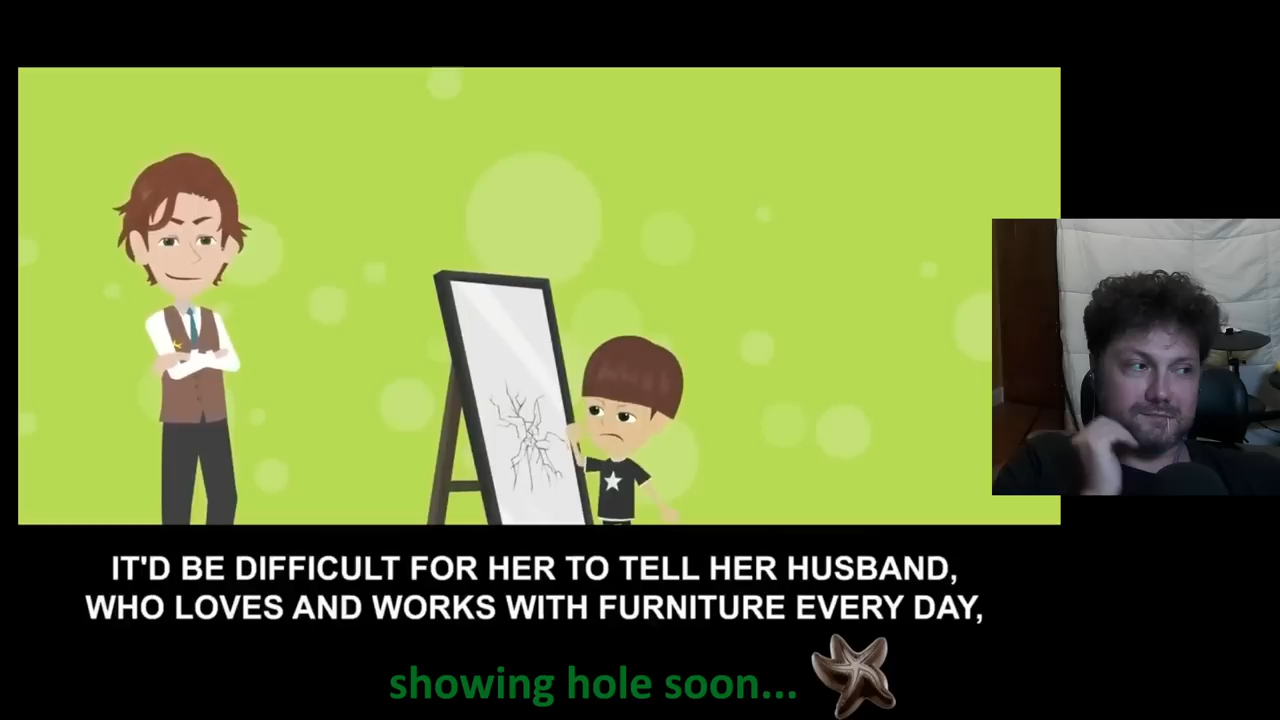 IT'D BE DIFFICULT FOR HER TO TELL HER HUSBAND,
WHO LOVES AND WORKS WITH FURNITURE EVERY DAY,
showing hole soon...